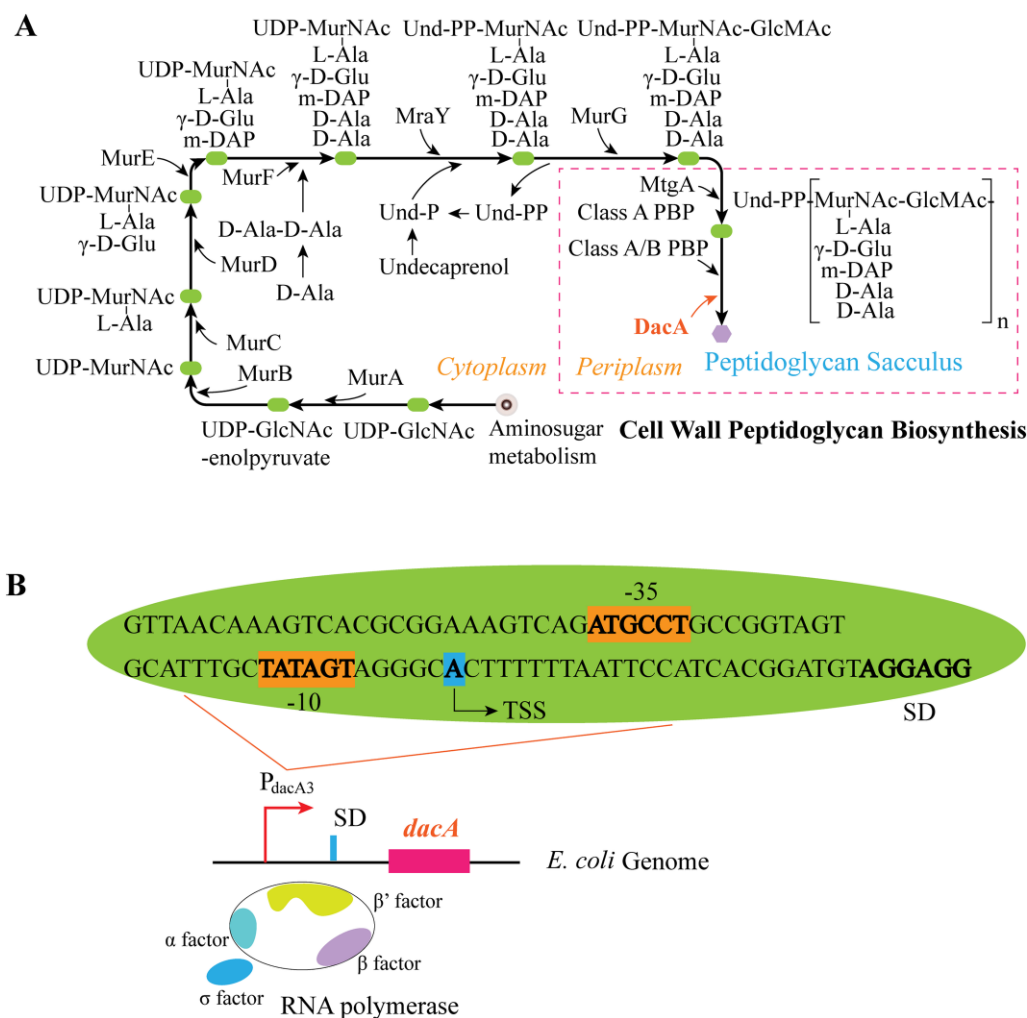 A
UDP-MurNAc
L-Ala
γ-D-Glu
m-DAP
D-Ala
D-Ala
Und-PP-MurNAc
L-Ala
γ-D-Glu
m-DAP
D-Ala
D-Ala
Und-PP-MurNAc-GlcMAc
L-Ala
γ-D-Glu
m-DAP
D-Ala
D-Ala
UDP-MurNAc
L-Ala
γ-D-Glu
m-DAP
MurE
MurF
MraY
MurG
UDP-MurNAc
L-Ala
γ-D-Glu
D-Ala-D-Ala
D-Ala
Und-P
Und-PP
Undecaprenol
MtgA
Class A PBP
Class A/B PBP
DacA
Und-PP-MurNAc-GlcMAc-
L-Ala
γ-D-Glu
m-DAP
D-Ala
D-Ala
n
MurD
UDP-MurNAc
L-Ala
MurC
UDP-MurNAc
MurB
MurA
Cytoplasm
Periplasm
Peptidoglycan Sacculus
UDP-GlcNAc
-enolpyruvate
UDP-GlcNAc
Aminosugar
metabolism
Cell Wall Peptidoglycan Biosynthesis
B
-35
GTTAACAAAGTCACGCGGAAAGTCAGATGCCTGCCGGTAGT
GCATTTGCTATAGTAGGGCACTTTTTTAATTCCATCACGGATGTAGGAGG
-10
TSS
SD
PdacA3
SD
dacA
E. coli Genome
β' factor
α factor
β factor
σ factor
RNA polymerase